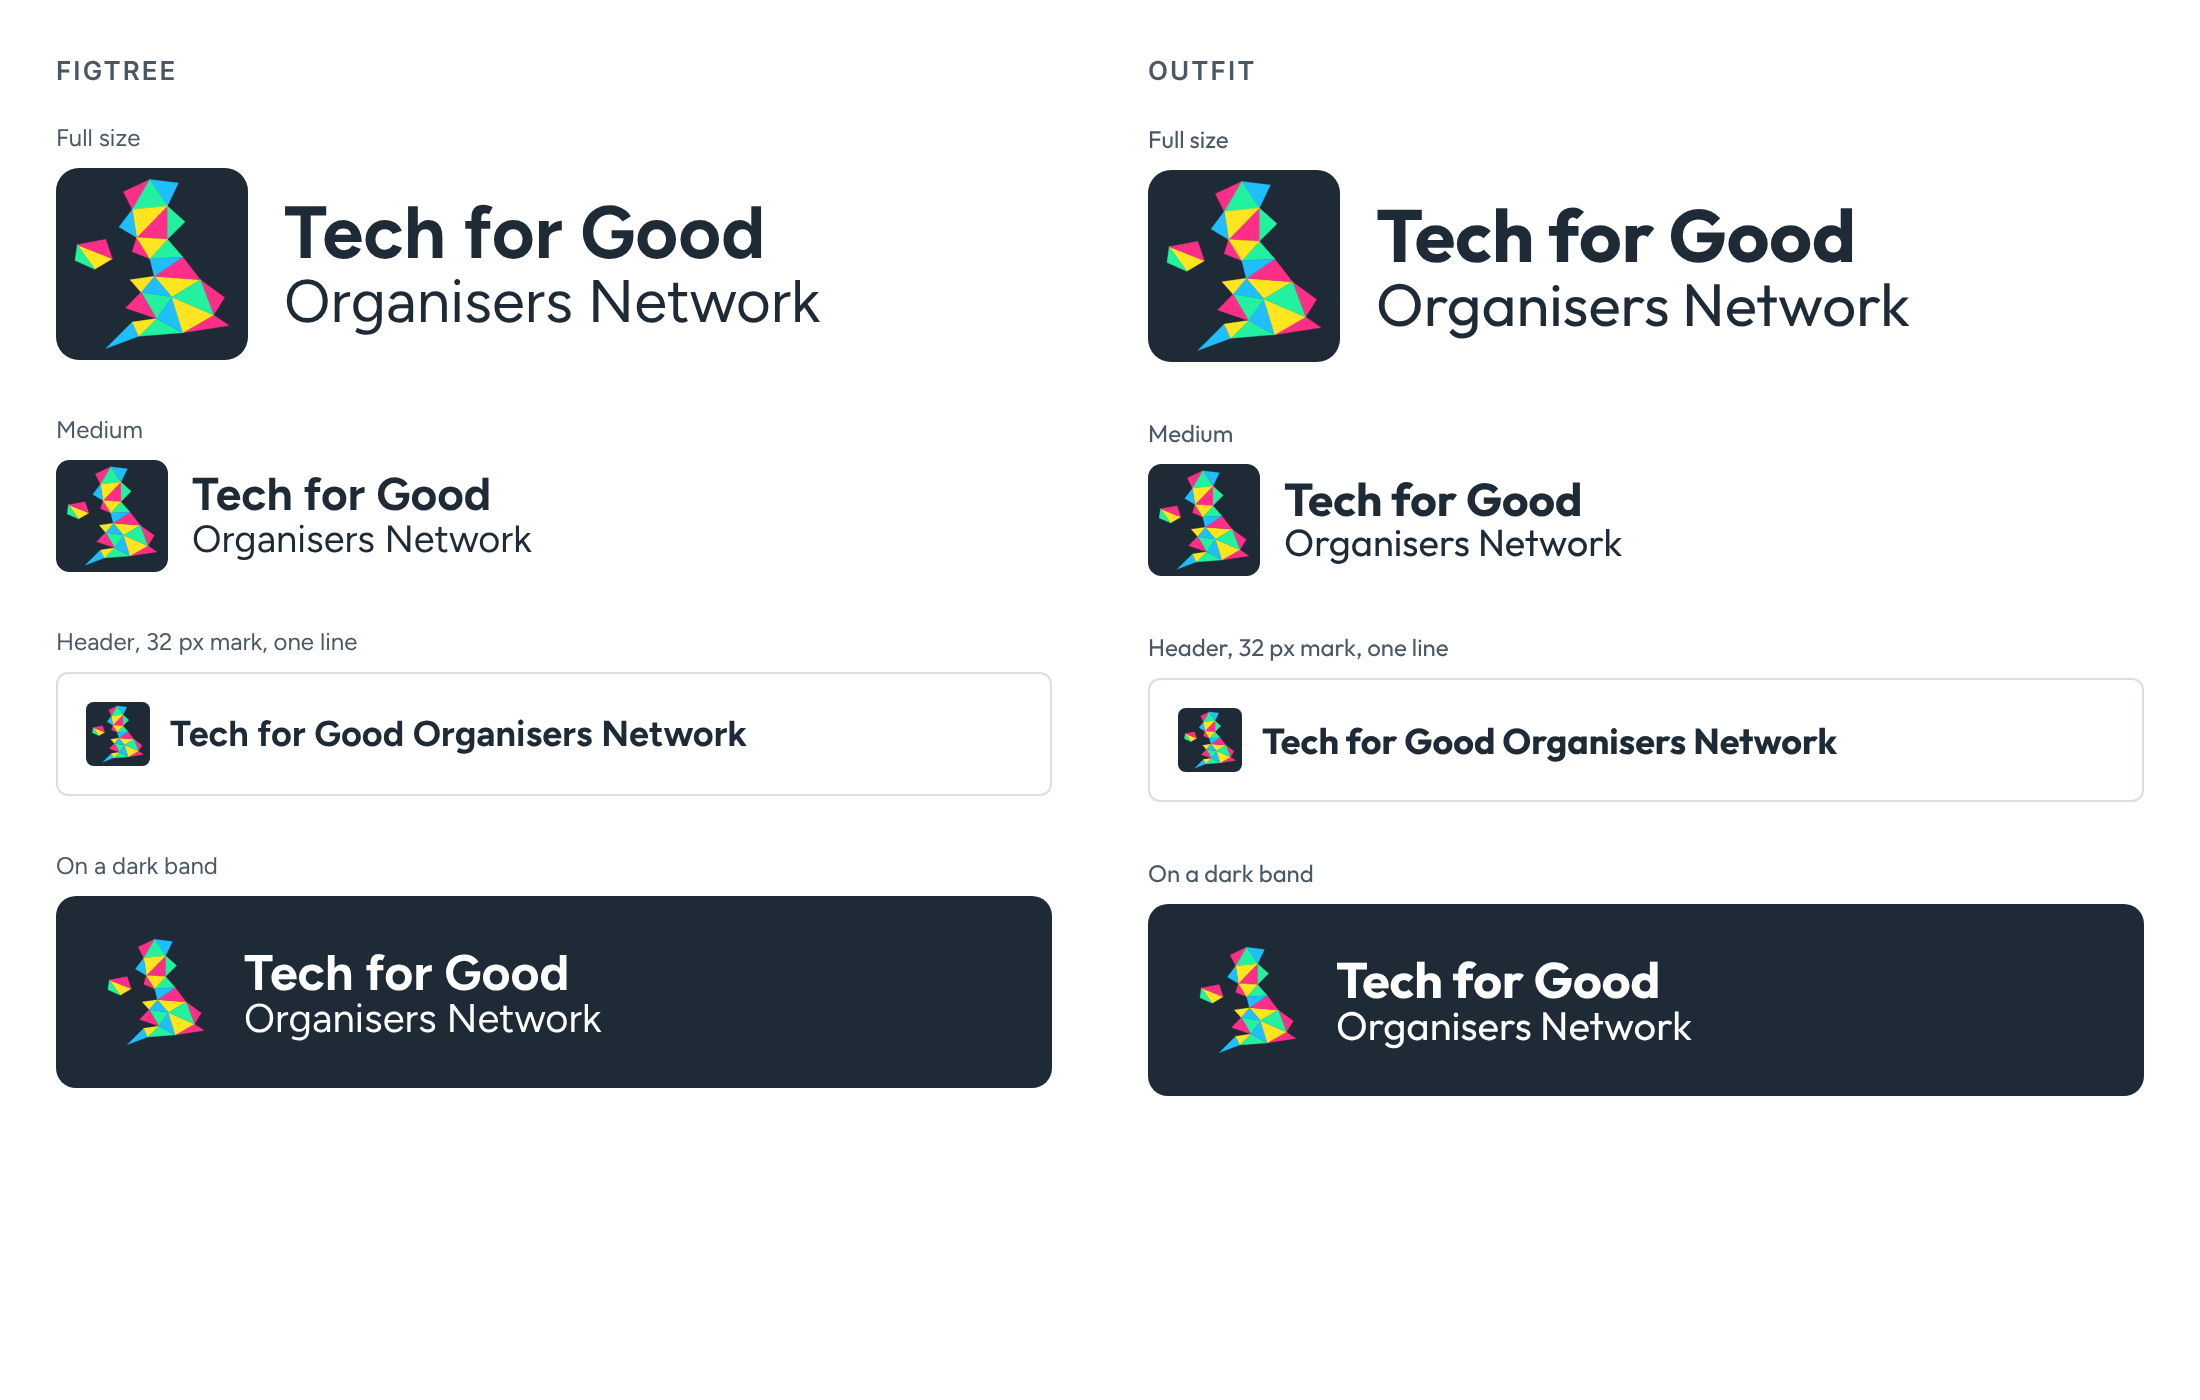 FIGTREE
Full size
Tech for Good
Organisers Network
Medium
Tech for Good
Organisers Network
Header, 32 px mark, one line
Tech for Good Organisers Network
On a dark band
Tech for Good
Organisers Network
OUTFIT
Full size
Tech for Good
Organisers Network
Medium
Tech for Good
Organisers Network
Header, 32 px mark, one line
Tech for Good Organisers Network
On a dark band
Tech for Good
Organisers Network